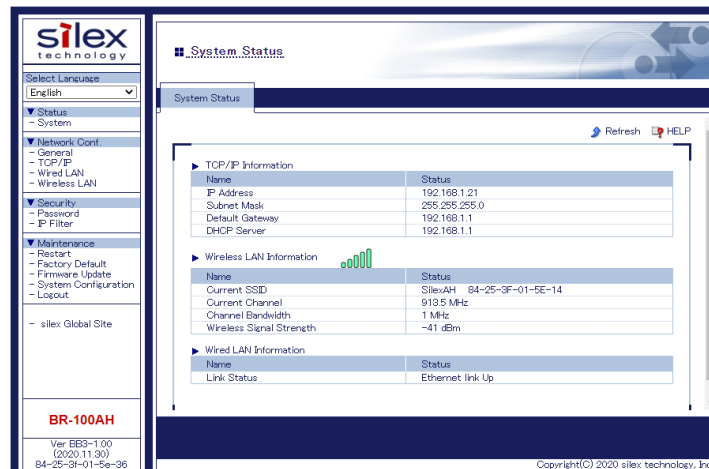 silex
technology
Select Language
English
▼ Status
- System
▼ Network Conf.
- General
- TCP/IP
- Wired LAN
- Wireless LAN
▼ Security
- Password
- IP Filter
▼ Maintenance
- Restart
- Factory Default
- Firmware Update
- System Configuration
- Logout
- silex Global Site
BR-100AH
Ver BB3-1.00
(2020.11.30)
84-25-3f-01-5e-36
System Status
System Status
Refresh HELP
TCP/IP Information
Name Status
IP Address 192.168.1.21
Subnet Mask 255.255.255.0
Default Gateway 192.168.1.1
DHCP Server 192.168.1.1
Wireless LAN Information
Name Status
Current SSID SilexAH 84-25-3F-01-5E-14
Current Channel 913.5 MHz
Channel Bandwidth 1 MHz
Wireless Signal Strength -41 dBm
Wired LAN Information
Name Status
Link Status Ethernet link Up
Copyright(C) 2020 silex technology, Inc